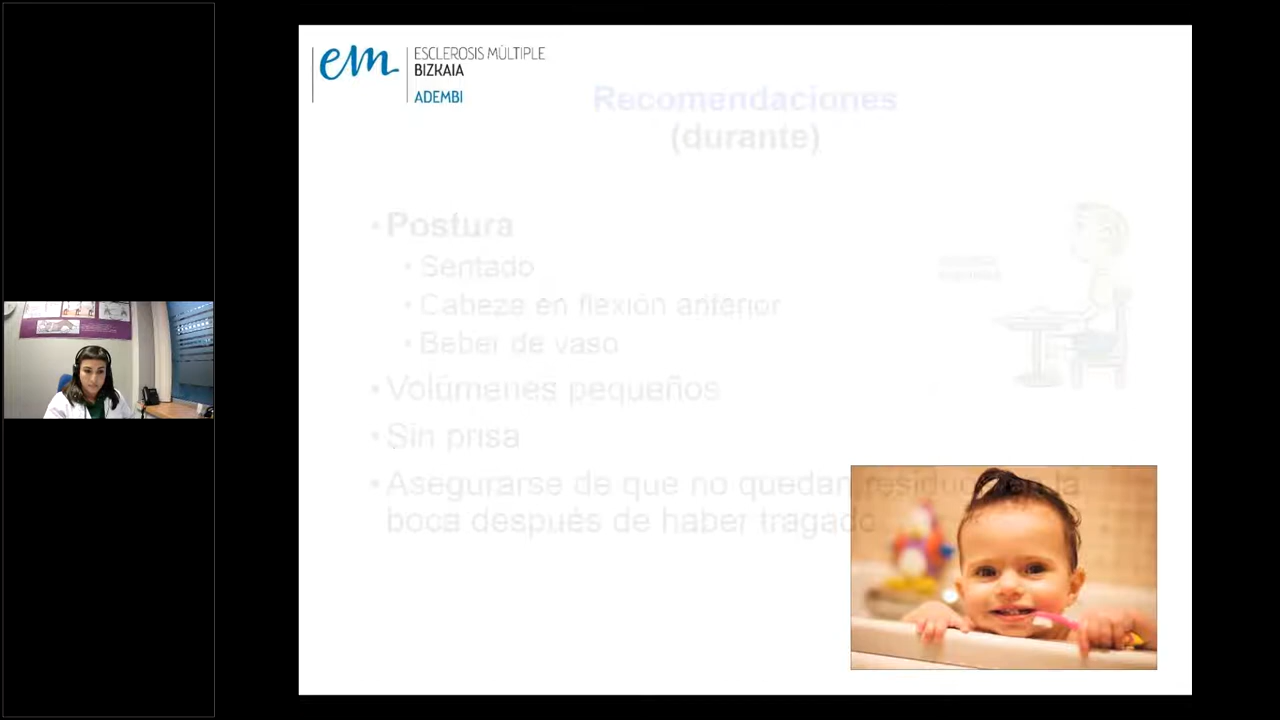 em ESCLEROSIS MÚLTIPLE
BIZKAIA
ADEMBI
Recomendaciones
(durante)
• Postura
• Sentado
• Cabeza en flexión anterior
• Beber de vaso
• Volúmenes pequeños
• Sin prisa
• Asegurarse de que no quedan residuos en la
boca después de haber tragado